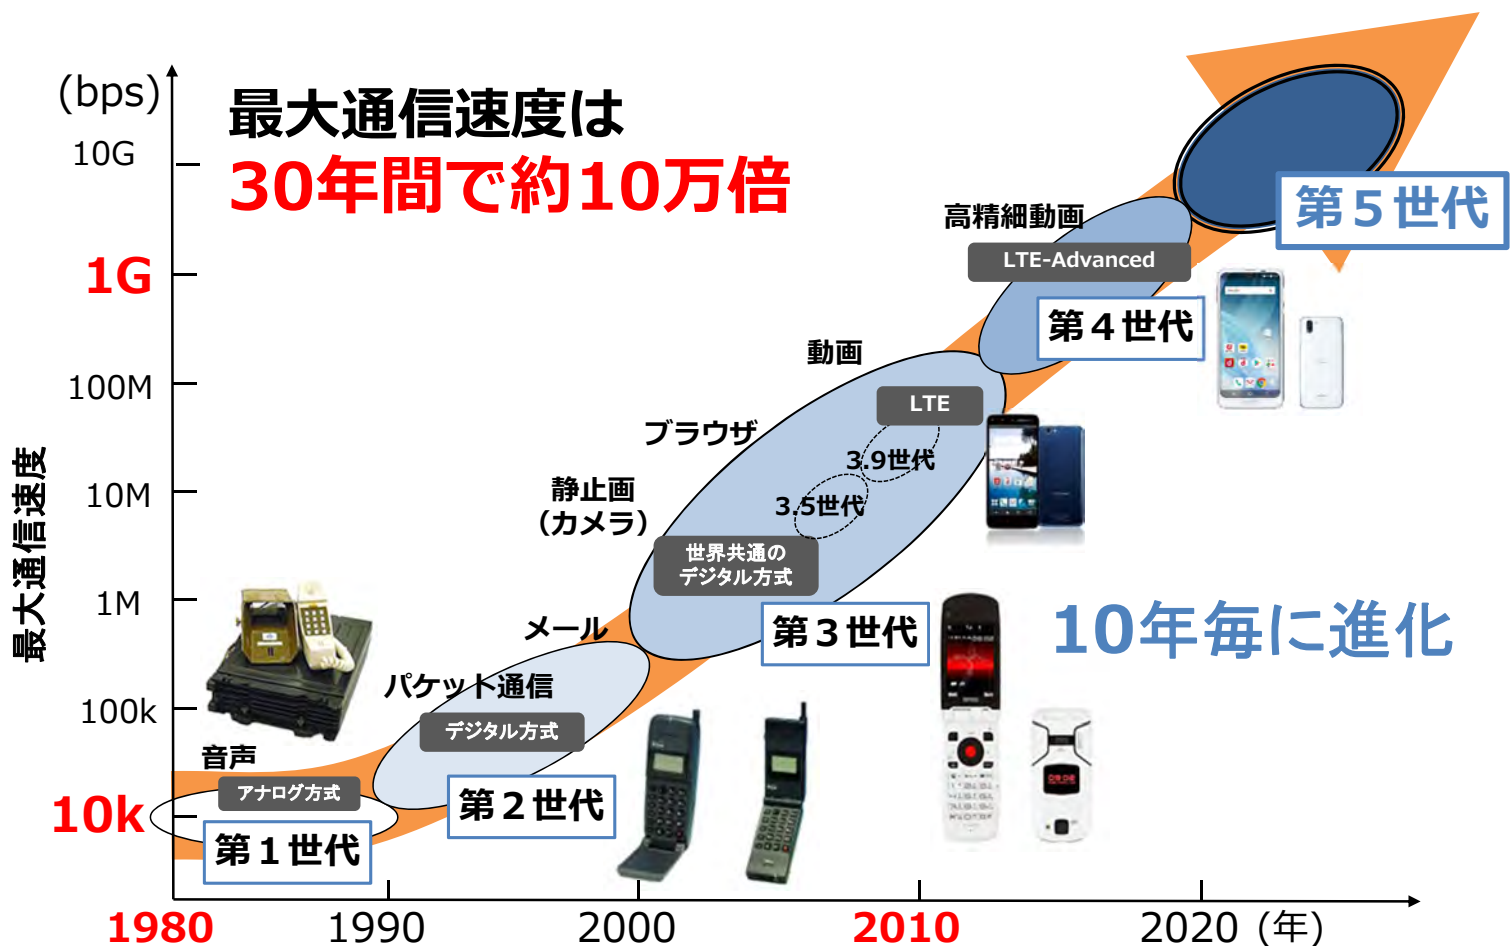 (bps)
最大通信速度は
30年間で約10万倍
10G
1G
100M
10M
1M
100k
10k
最大通信速度
第５世代
高精細動画
LTE-Advanced
第４世代
動画
LTE
ブラウザ
3.9世代
静止画
（カメラ）
3.5世代
世界共通の
デジタル方式
第３世代
10年毎に進化
メール
パケット通信
デジタル方式
第２世代
音声
アナログ方式
第１世代
1980
1990
2000
2010
2020 (年)